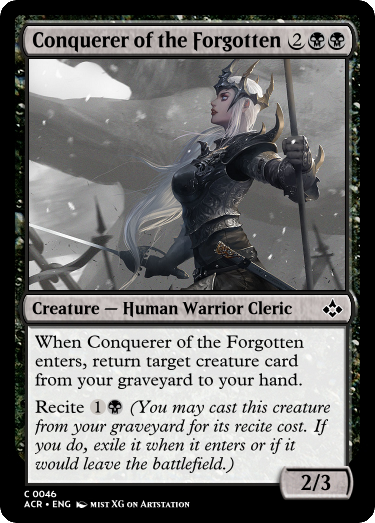 Conquerer of the Forgotten 2
Creature — Human Warrior Cleric
When Conquerer of the Forgotten
enters, return target creature card
from your graveyard to your hand.
Recite 1 (You may cast this creature
from your graveyard for its recite cost. If
you do, exile it when it enters or if it
would leave the battlefield.)
2/3
C 0046
ACR • ENG mist XG on Artstation